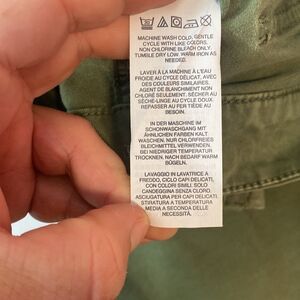 MACHINE WASH COLD, GENTLE
CYCLE WITH LIKE COLORS.
NON CHLORINE BLEACH ONLY.
TUMBLE DRY LOW. WARM IRON AS
NEEDED.
LAVER À LA MACHINE À L'EAU
FROIDE AU CYCLE DÉLICAT, AVEC
DES COULEURS SIMILAIRES.
AGENT DE BLANCHIMENT NON
CHLORÉ SEULEMENT. SÉCHER AU
SÈCHE-LINGE AU CYCLE DOUX.
REPASSER AU FER TIÈDE AU
BESOIN.
IN DER MASCHINE IM
SCHONWASCHGANG MIT
ÄHNLICHEN FARBEN KALT
WASCHEN. NUR CHLORFREIES
BLEICHMITTEL VERWENDEN.
BEI NIEDRIGER TEMPERATUR
TROCKNEN. NACH BEDARF WARM
BÜGELN.
LAVAGGIO IN LAVATRICE A
FREDDO, CICLO CAPI DELICATI,
CON COLORI SIMILI. SOLO
CANDEGGINA SENZA CLORO.
ASCIUGATURA PER CAPI DELICATI.
STIRATURA A TEMPERATURA
MEDIA A SECONDA DELLE
NECESSITÀ.